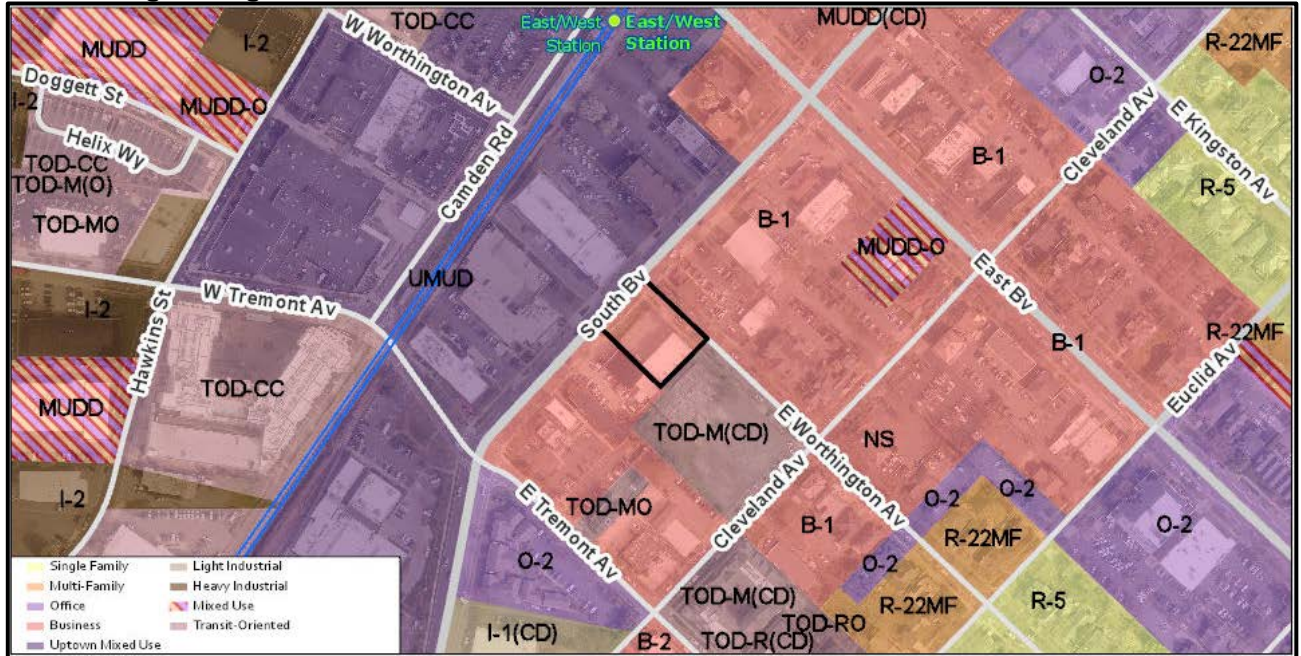 TOD-CC
East/West
Station
East/West
Station
MUDD(CD)
R-22MF
MUDD
I-2
W Worthington Av
O-2
Doggett St
MUDD-O
Cleveland Av
E Kingston Av
I-2
Helix Wy
Camden Rd
B-1
R-5
TOD-CC
TOD-M(O)
TOD-MO
B-1
MUDD-O
East Bv
W Tremont Av
UMUD
South Bv
I-2
Hawkins St
B-1
R-22MF
TOD-CC
Euclid Av
MUDD
TOD-M(CD)
E Worthington Av
NS
I-2
TOD-MO
Cleveland Av
O-2
O-2
E Tremont Av
B-1
R-22MF
O-2
O-2
O-2
TOD-M(CD)
TOD-RO
R-22MF
R-5
I-1(CD)
B-2
TOD-R(CD)
Single Family
Light Industrial
Multi-Family
Heavy Industrial
Office
Mixed Use
Business
Transit-Oriented
Uptown Mixed Use